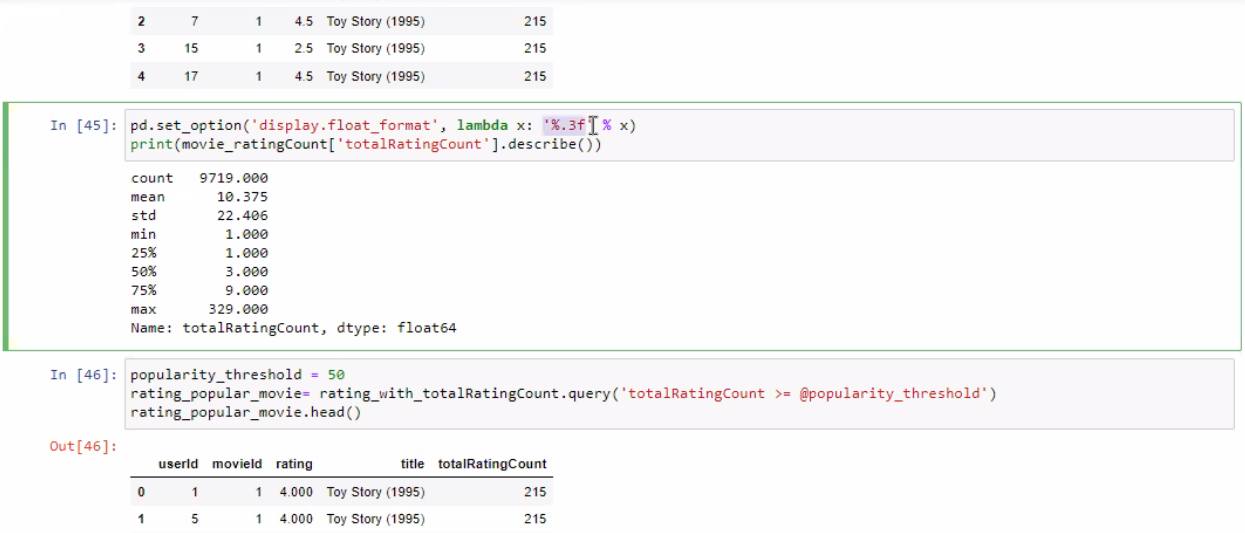 2 7 1 4.5 Toy Story (1995) 215
3 15 1 2.5 Toy Story (1995) 215
4 17 1 4.5 Toy Story (1995) 215
In [45]: pd.set_option('display.float_format', lambda x: '%.3f' % x)
print(movie_ratingCount['totalRatingCount'].describe())
count 9719.000
mean 10.375
std 22.406
min 1.000
25% 1.000
50% 3.000
75% 9.000
max 329.000
Name: totalRatingCount, dtype: float64
In [46]: popularity_threshold = 50
rating_popular_movie= rating_with_totalRatingCount.query('totalRatingCount >= @popularity_threshold')
rating_popular_movie.head()
Out[46]:
userId movieId rating title totalRatingCount
0 1 1 4.000 Toy Story (1995) 215
1 5 1 4.000 Toy Story (1995) 215